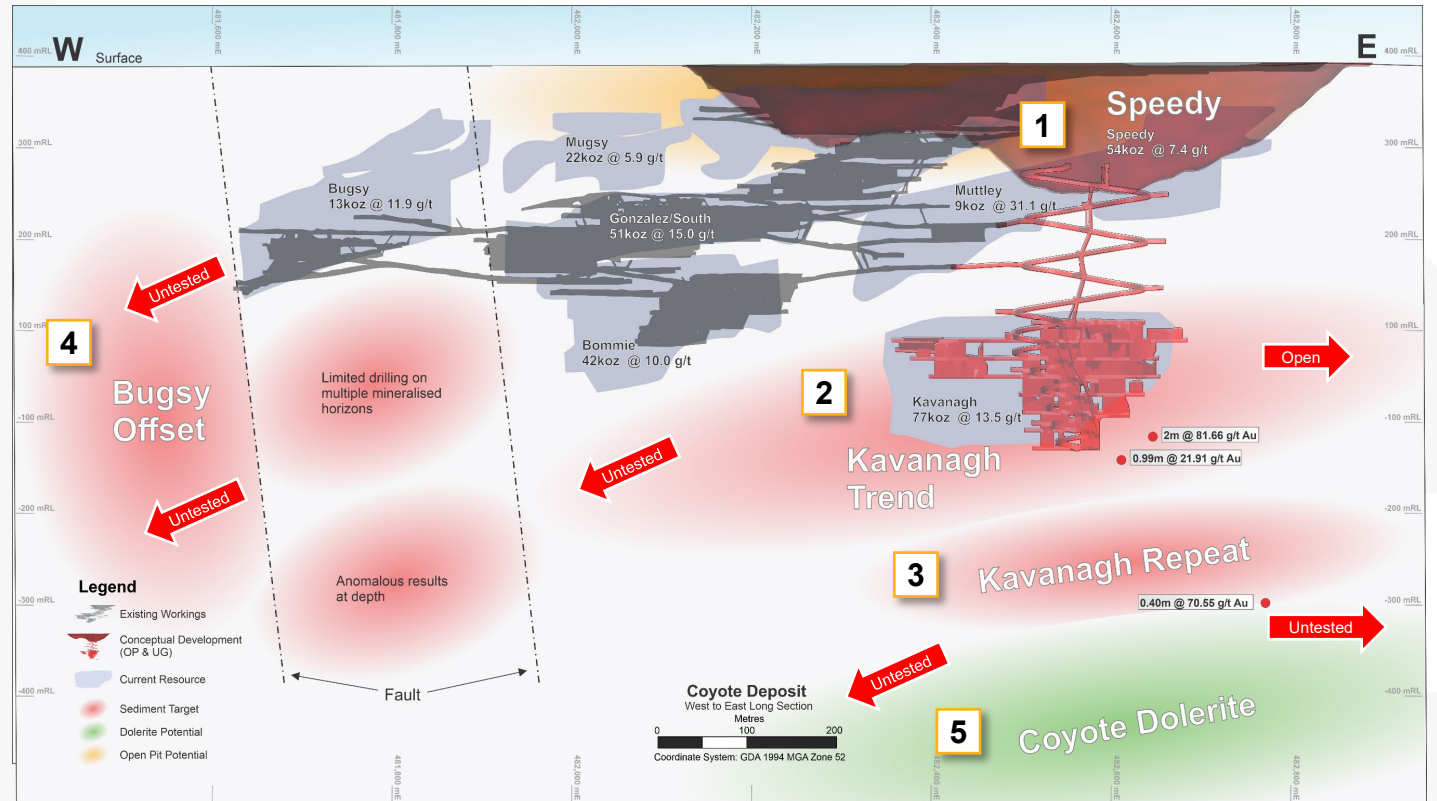 481,600 mE
481,800 mE
482,000 mE
482,200 mE
482,400 mE
482,600 mE
482,800 mE
400 mRL
W
Surface
E
400 mRL
Speedy
1
Speedy
54koz @ 7.4 g/t
300 mRL
Mugsy
22koz @ 5.9 g/t
300 mRL
Bugsy
13koz @ 11.9 g/t
Muttley
9koz @ 31.1 g/t
Gonzalez/South
51koz @ 15.0 g/t
200 mRL
200 mRL
Untested
100 mRL
4
Bommie
42koz @ 10.0 g/t
100 mRL
Open
Bugsy
Offset
Limited drilling on
multiple mineralised
horizons
2
Kavanagh
77koz @ 13.5 g/t
-100 mRL
-100 mRL
2m @ 81.66 g/t Au
0.99m @ 21.91 g/t Au
Untested
Kavanagh
Trend
Untested
-200 mRL
-200 mRL
3
Kavanagh Repeat
Anomalous results
at depth
-300 mRL
0.40m @ 70.55 g/t Au
-300 mRL
Untested
Legend
Existing Workings
Conceptual Development
(OP & UG)
Current Resource
Sediment Target
Dolerite Potential
Open Pit Potential
Untested
-400 mRL
Fault
-400 mRL
Coyote Deposit
West to East Long Section
Metres
0 100 200
Coordinate System: GDA 1994 MGA Zone 52
5
Coyote Dolerite
481,800 mE
482,000 mE
482,400 mE
482,600 mE
482,800 mE